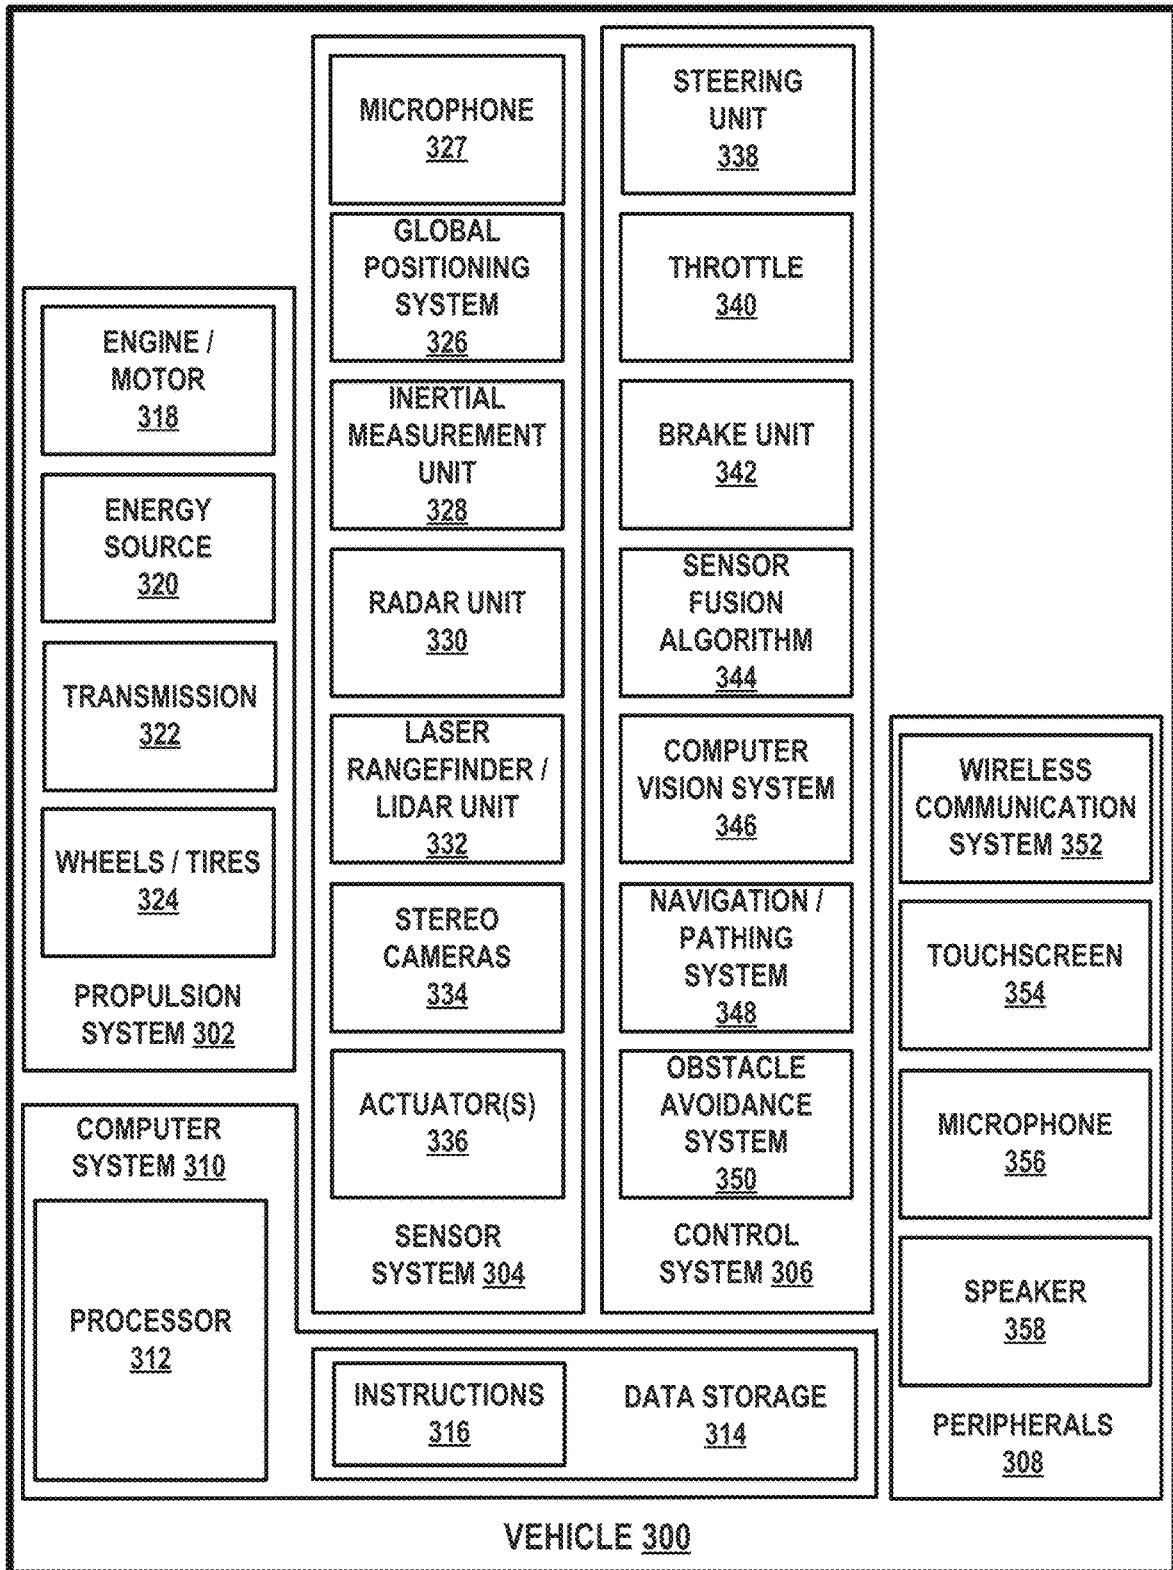 ENGINE /
MOTOR
318
ENERGY
SOURCE
320
TRANSMISSION
322
WHEELS / TIRES
324
PROPULSION
SYSTEM 302
MICROPHONE
327
GLOBAL
POSITIONING
SYSTEM
326
INERTIAL
MEASUREMENT
UNIT
328
RADAR UNIT
330
LASER
RANGEFINDER /
LIDAR UNIT
332
STEREO
CAMERAS
334
ACTUATOR(S)
336
SENSOR
SYSTEM 304
STEERING
UNIT
338
THROTTLE
340
BRAKE UNIT
342
SENSOR
FUSION
ALGORITHM
344
COMPUTER
VISION SYSTEM
346
NAVIGATION /
PATHING
SYSTEM
348
OBSTACLE
AVOIDANCE
SYSTEM
350
CONTROL
SYSTEM 306
WIRELESS
COMMUNICATION
SYSTEM 352
TOUCHSCREEN
354
MICROPHONE
356
SPEAKER
358
PERIPHERALS
308
COMPUTER
SYSTEM 310
PROCESSOR
312
INSTRUCTIONS
316
DATA STORAGE
314
VEHICLE 300